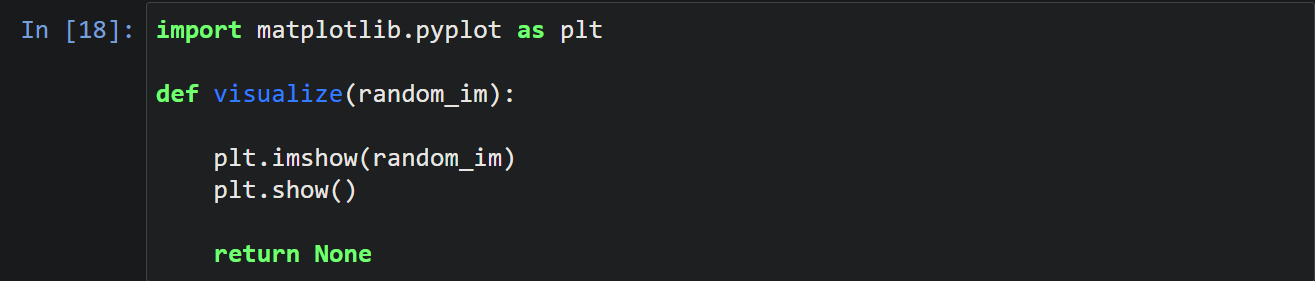 In [18]: import matplotlib.pyplot as plt
def visualize(random_im):
plt.imshow(random_im)
plt.show()
return None